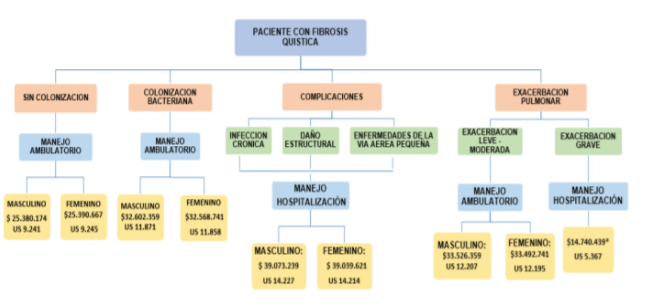 PACIENTE CON FIBROSIS
QUISTICA
SIN COLONIZACION
COLONIZACION
BACTERIANA
COMPLICACIONES
EXACERBACION
PULMONAR
MANEJO
AMBULATORIO
MANEJO
AMBULATORIO
INFECCION
CRONICA
DAÑO
ESTRUCTURAL
ENFERMEDADES DE LA
VIA AEREA PEQUEÑA
EXACERBACION
LEVE -
MODERADA
EXACERBACION
GRAVE
MANEJO
HOSPITALIZACIÓN
MANEJO
AMBULATORIO
MANEJO
HOSPITALIZACIÓN
MASCULINO
$ 25.380.174
US 9.241
FEMENINO
$25.390.667
US 9.245
MASCULINO
$32.602.359
US 11.871
FEMENINO
$32.568.741
US 11.858
MASCULINO:
$ 39.073.239
US 14.227
FEMENINO:
$ 39.039.621
US 14.214
MASCULINO:
$33.526.359
US 12.207
FEMENINO:
$33.492.741
US 12.195
$14.740.439*
US 5.367